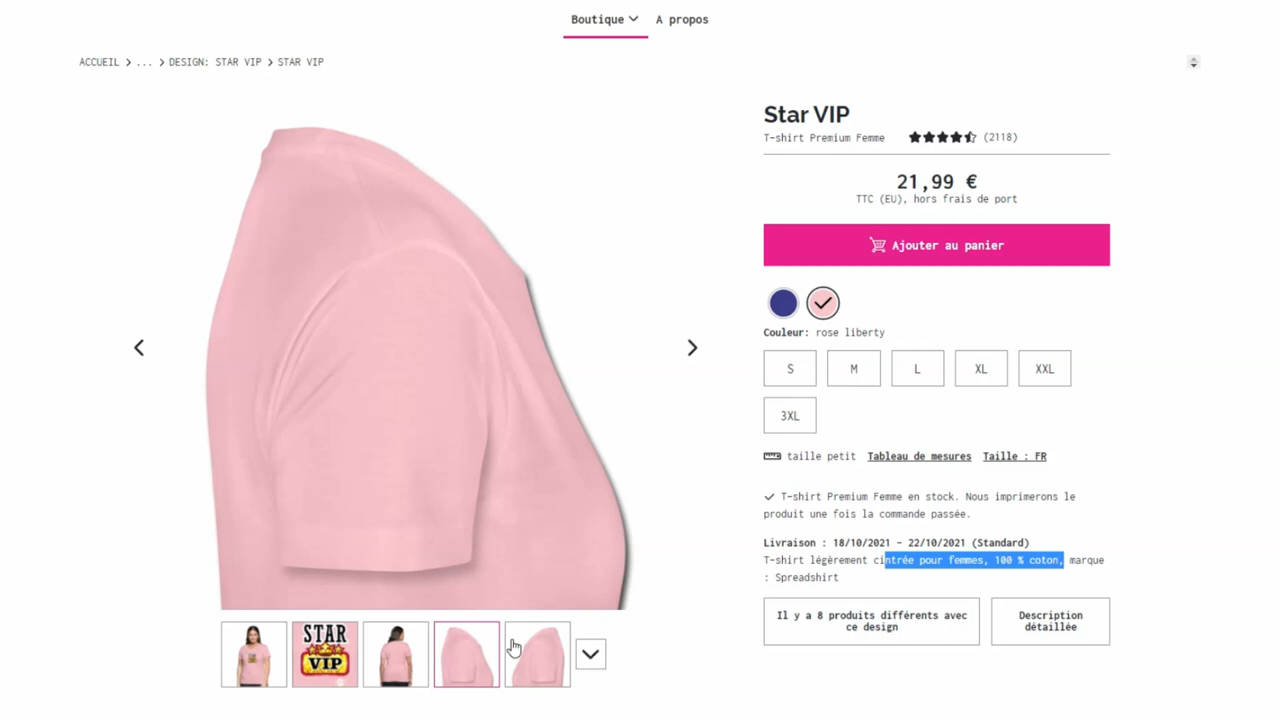 Boutique A propos
ACCUEIL > ... > DESIGN: STAR VIP > STAR VIP
Star VIP
T-shirt Premium Femme (2118)
21,99 €
TTC (EU), hors frais de port
Ajouter au panier
Couleur: rose liberty
S M L XL XXL
3XL
taille petit Tableau de mesures Taille : FR
T-shirt Premium Femme en stock. Nous imprimerons le
produit une fois la commande passée.
Livraison : 18/10/2021 - 22/10/2021 (Standard)
T-shirt légèrement cintrée pour femmes, 100 % coton, marque
: Spreadshirt
Il y a 8 produits différents avec
ce design
Description
détaillée
STAR
VIP